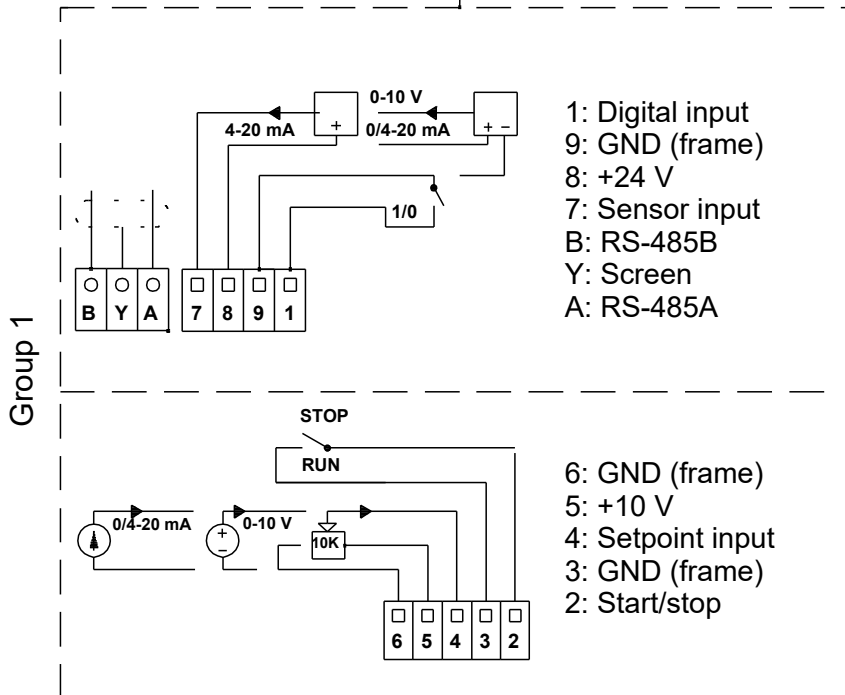 Group 1
0-10 V
4-20 mA
0/4-20 mA
+
+ −
1/0
B Y A
7 8 9 1
1: Digital input
9: GND (frame)
8: +24 V
7: Sensor input
B: RS-485B
Y: Screen
A: RS-485A
STOP
RUN
0/4-20 mA
0-10 V
+
−
10K
6 5 4 3 2
6: GND (frame)
5: +10 V
4: Setpoint input
3: GND (frame)
2: Start/stop